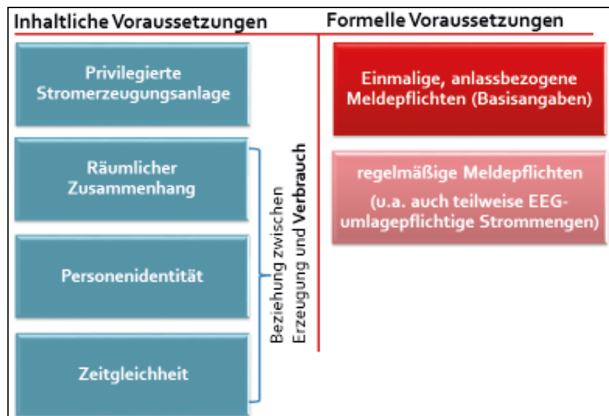 Inhaltliche Voraussetzungen
Privilegierte
Stromerzeugungsanlage
Räumlicher
Zusammenhang
Personenidentität
Zeitgleichheit
Beziehung zwischen
Erzeugung und Verbrauch
Formelle Voraussetzungen
Einmalige, anlassbezogene
Meldepflichten (Basisangaben)
regelmäßige Meldepflichten
(u.a. auch teilweise EEG-
umlagepflichtige Strommengen)